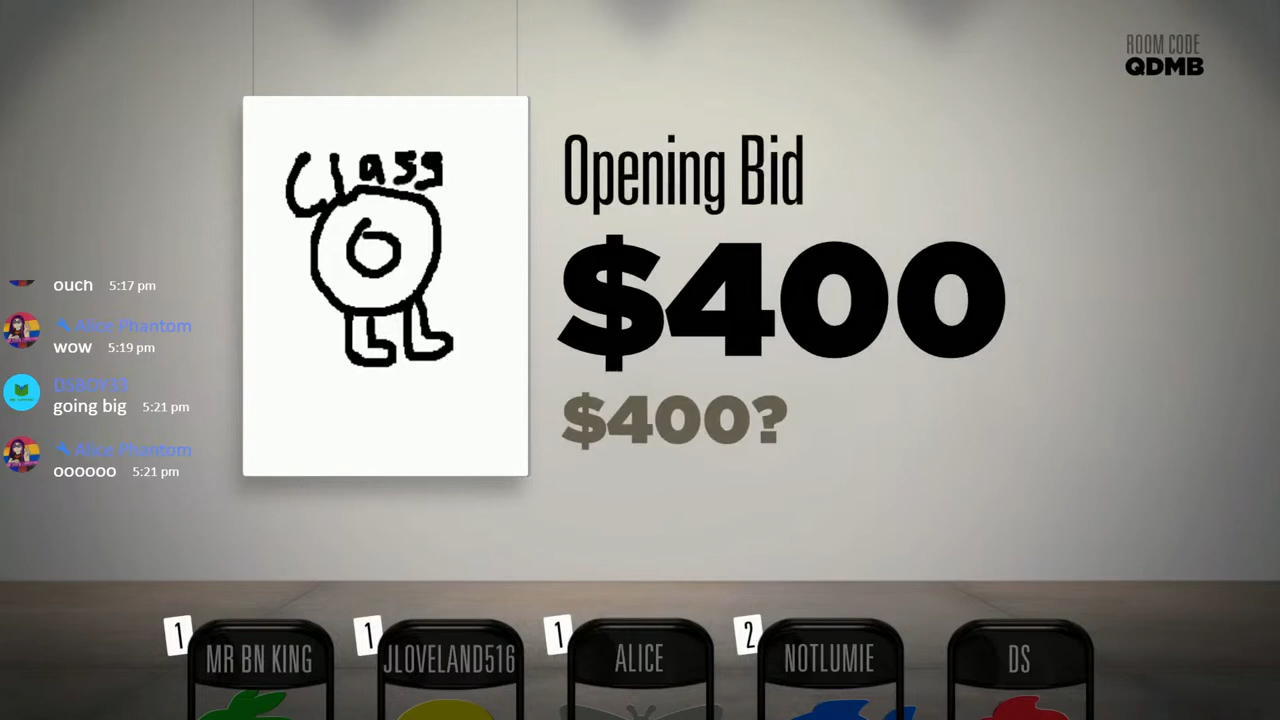 ROOM CODE
QDMB
Class
Opening Bid
$400
$400?
ouch 5:17 pm
Alice Phantom
wow 5:19 pm
DSBDY33
going big 5:21 pm
Alice Phantom
oooooo 5:21 pm
1 MR BN KING
1 JLOVELAND516
1 ALICE
2 NOTLUMIE
DS